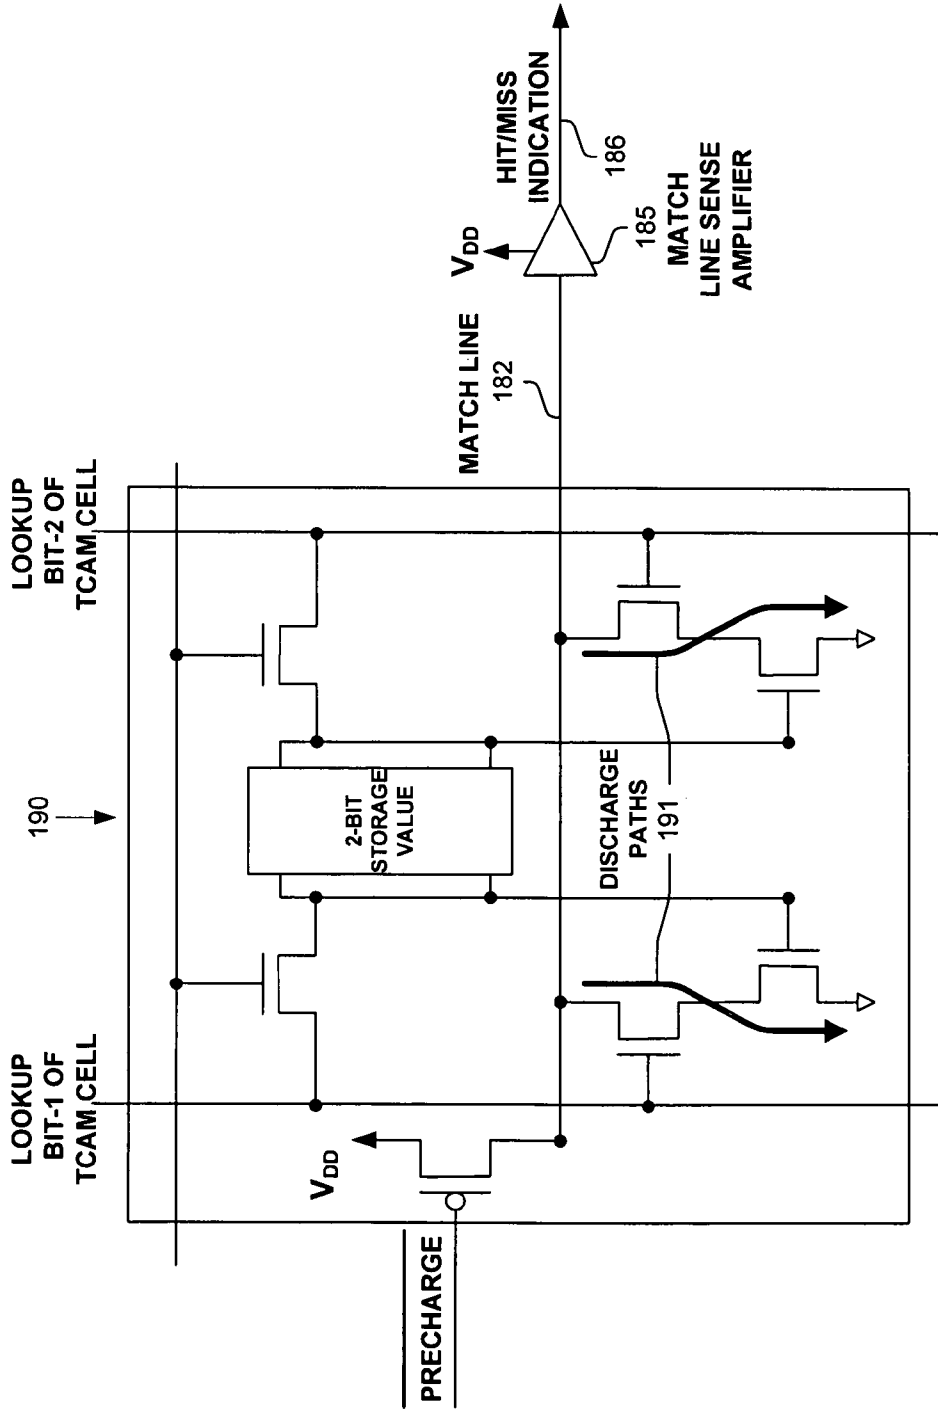 LOOKUP
BIT-1 OF
TCAM CELL
190
LOOKUP
BIT-2 OF
TCAM CELL
VDD
2-BIT
STORAGE
VALUE
PRECHARGE
MATCH LINE
182
VDD
HIT/MISS
INDICATION
186
DISCHARGE
PATHS
191
185
MATCH
LINE SENSE
AMPLIFIER